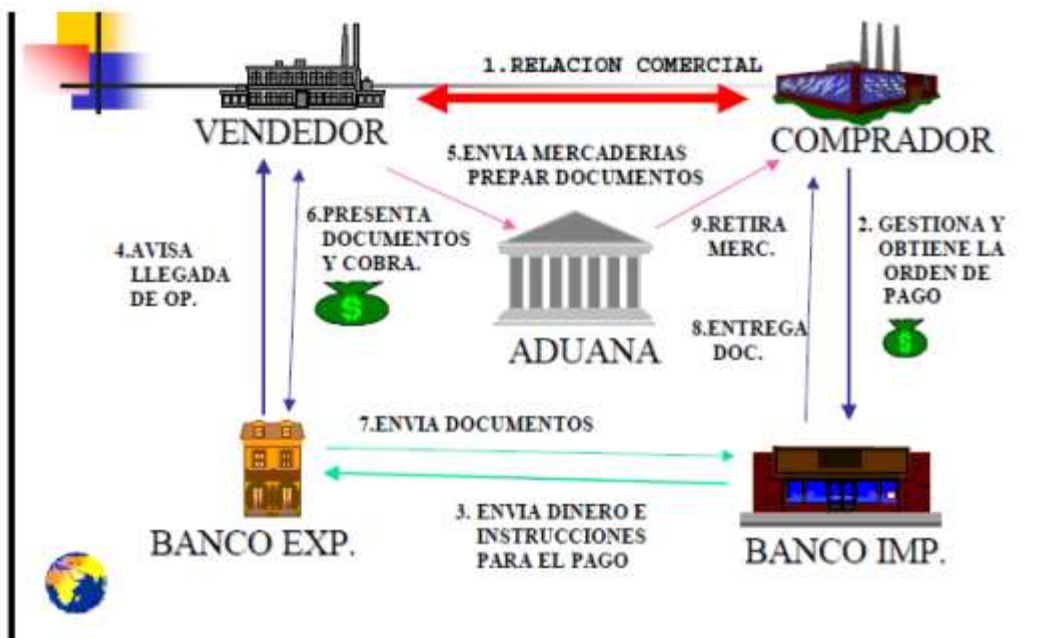 1.RELACION COMERCIAL
VENDEDOR
COMPRADOR
5.ENVIA MERCADERIAS
PREPAR DOCUMENTOS
4.AVISA
LLEGADA
DE OP.
6.PRESENTA
DOCUMENTOS
Y COBRA.
$
9.RETIRA
MERC.
2. GESTIONA Y
OBTIENE LA
ORDEN DE
PAGO
$
ADUANA
8.ENTREGA
DOC.
7.ENVIA DOCUMENTOS
3. ENVIA DINERO E
INSTRUCCIONES
PARA EL PAGO
BANCO EXP.
BANCO IMP.